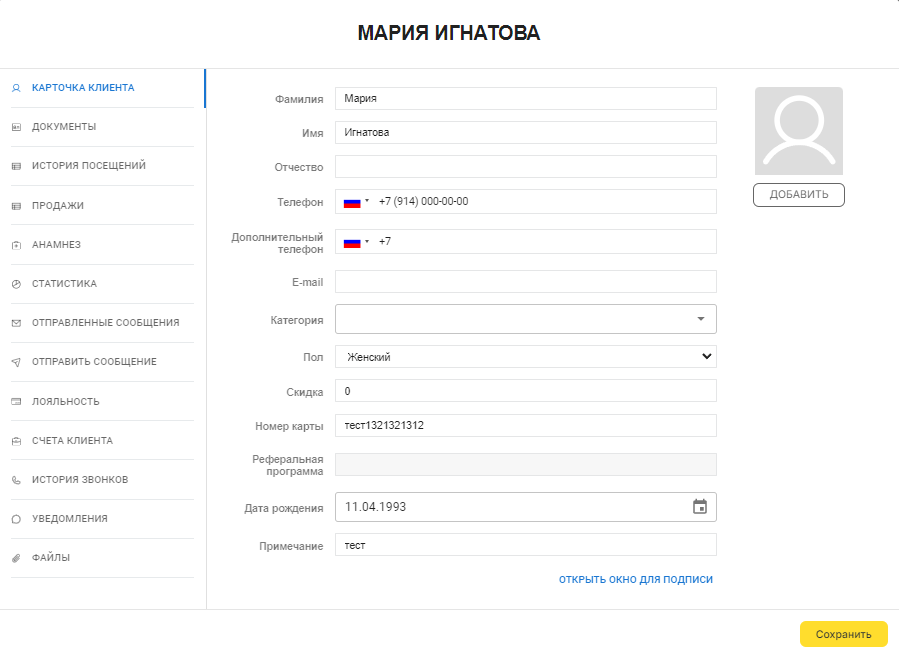 МАРИЯ ИГНАТОВА
КАРТОЧКА КЛИЕНТА
ДОКУМЕНТЫ
ИСТОРИЯ ПОСЕЩЕНИЙ
ПРОДАЖИ
АНАМНЕЗ
СТАТИСТИКА
ОТПРАВЛЕННЫЕ СООБЩЕНИЯ
ОТПРАВИТЬ СООБЩЕНИЕ
ЛОЯЛЬНОСТЬ
СЧЕТА КЛИЕНТА
ИСТОРИЯ ЗВОНКОВ
УВЕДОМЛЕНИЯ
ФАЙЛЫ
Фамилия Мария
Имя Игнатова
Отчество
Телефон +7 (914) 000-00-00
Дополнительный
телефон +7
E-mail
Категория
Пол Женский
Скидка 0
Номер карты тест1321321312
Реферальная
программа
Дата рождения 11.04.1993
Примечание тест
ОТКРЫТЬ ОКНО ДЛЯ ПОДПИСИ
ДОБАВИТЬ
Сохранить